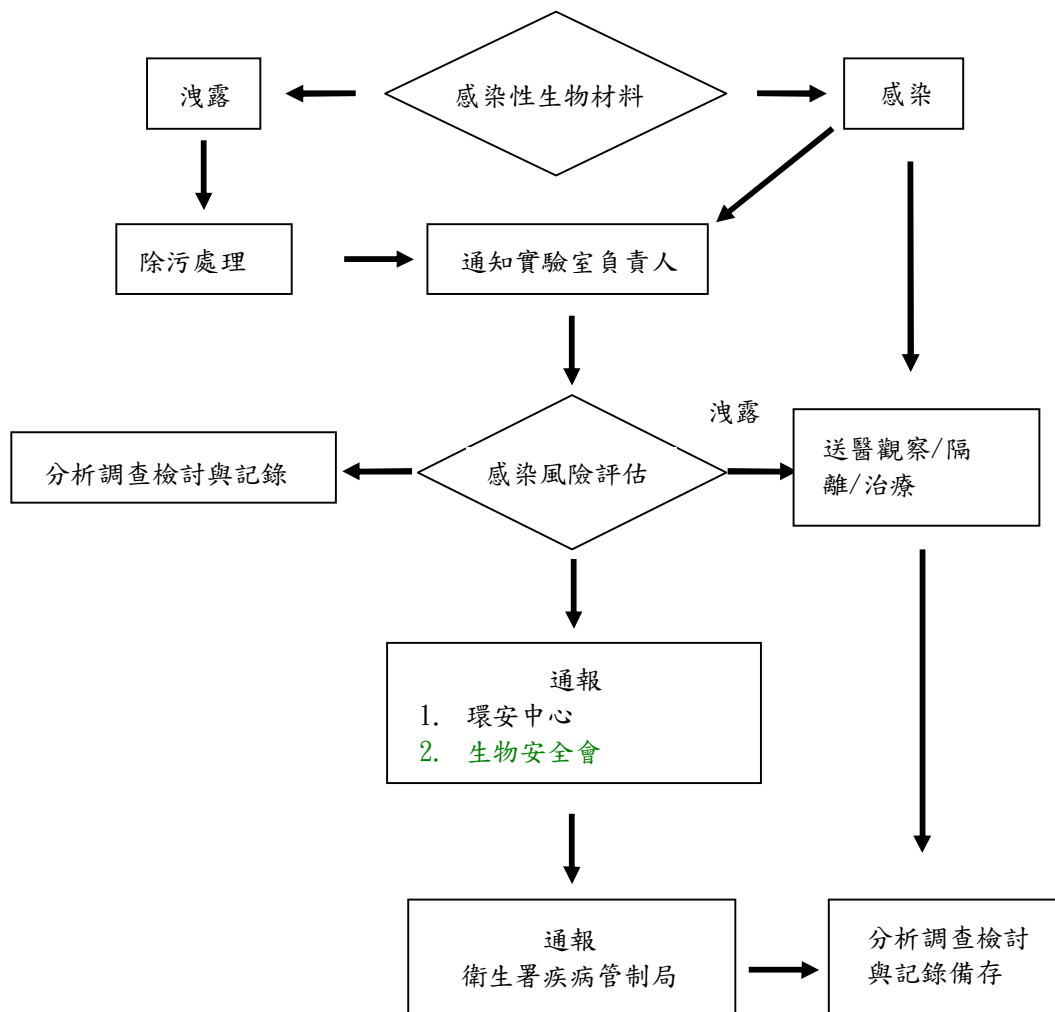 洩露
感染性生物材料
感染
除污處理
通知實驗室負責人
洩露
分析調查檢討與記錄
感染風險評估
送醫觀察/隔
離/治療
通報
1. 環安中心
2. 生物安全會
通報
衛生署疾病管制局
分析調查檢討
與記錄備存